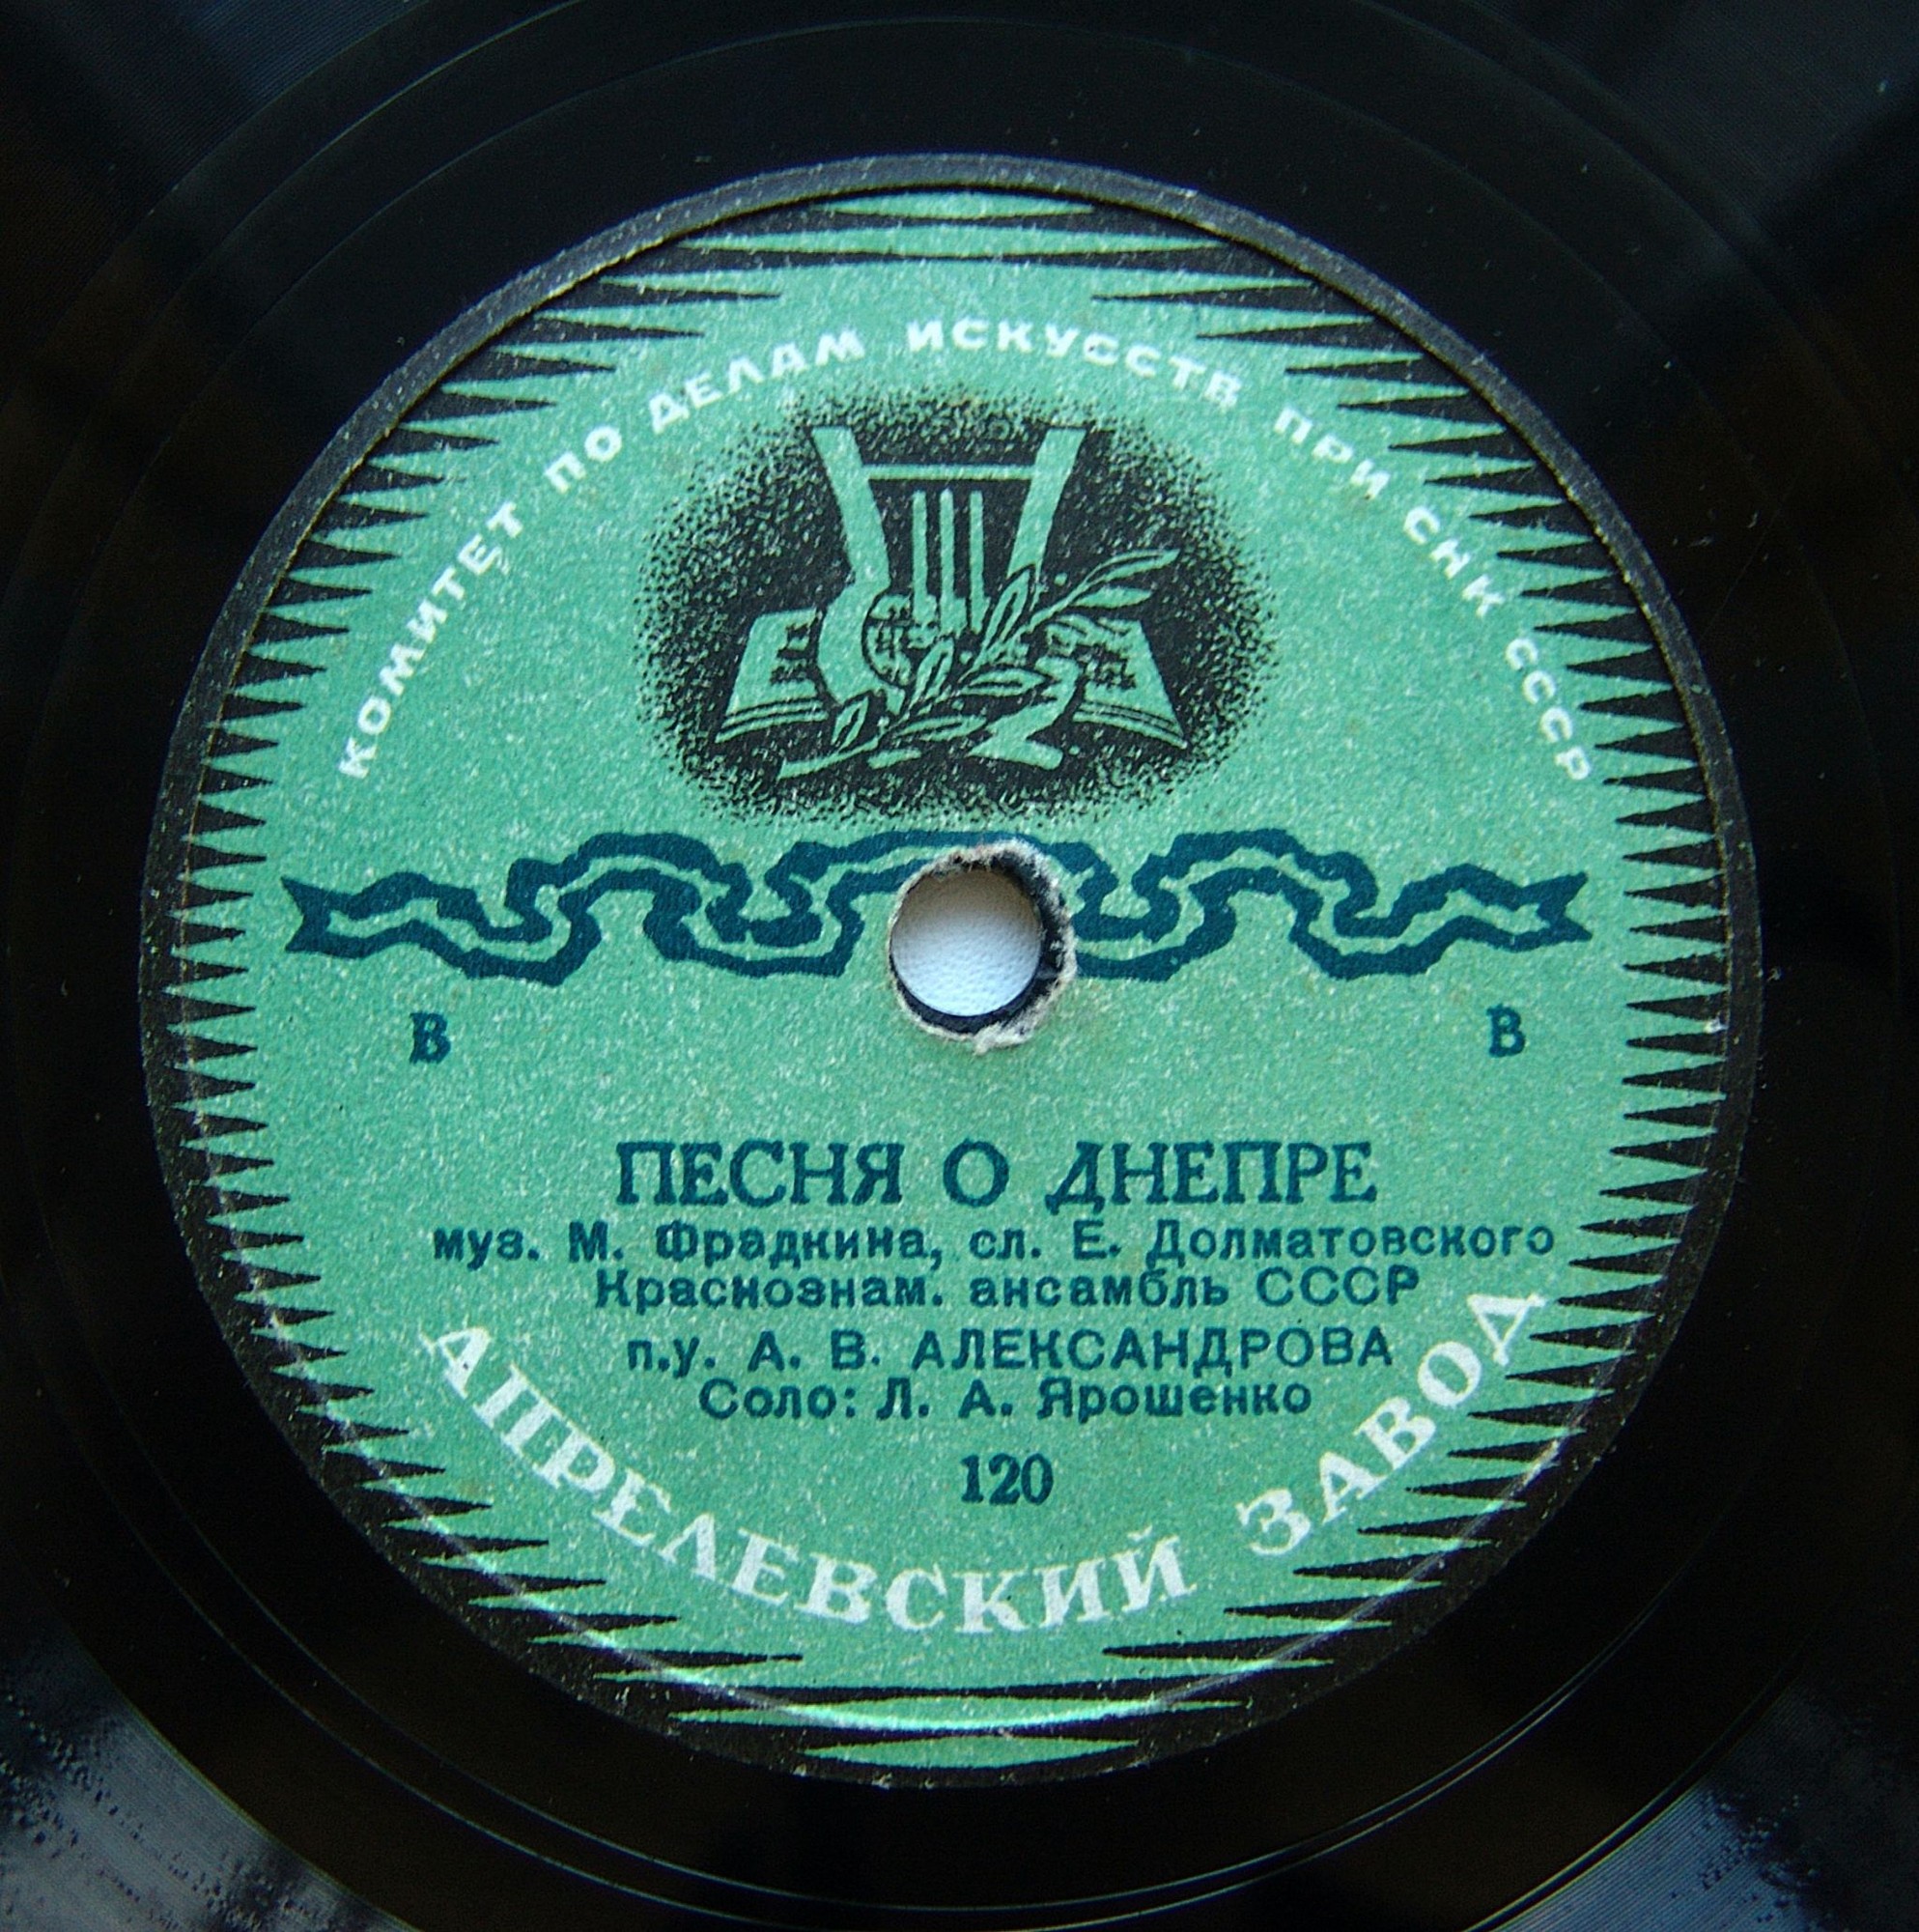 КОМИТЕТ ПО ДЕЛАМ ИСКУССТВ ПРИ СНК СССР
В В
ПЕСНЯ О ДНЕПРЕ
муз. М. Фрадкина, сл. Е. Долматовского
Краснознам. ансамбль СССР
п.у. А. В. АЛЕКСАНДРОВА
Соло: Л. А. Ярошенко
120
АПРЕЛЕВСКИЙ ЗАВОД